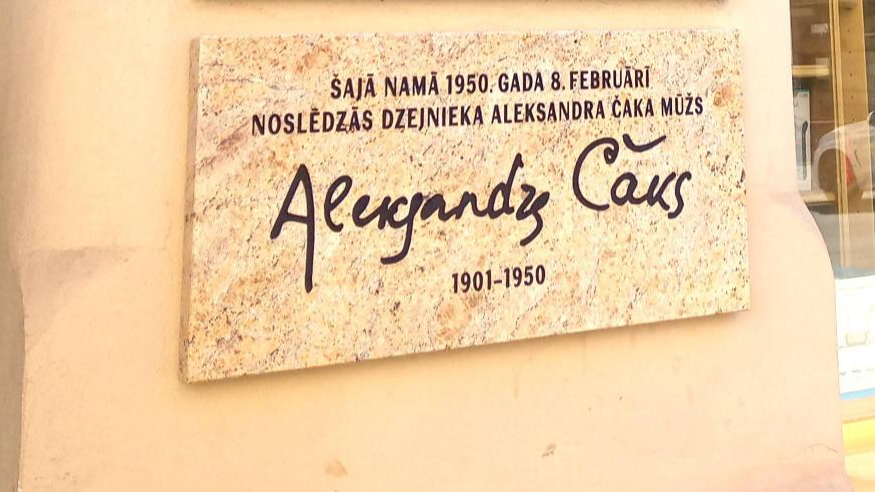 ŠAJĀ NAMĀ 1950. GADA 8. FEBRUĀRĪ
NOSLĒDZĀS DZEJNIEKA ALEKSANDRA ČAKA MŪŽS
Aleksandrs Čaks
1901-1950